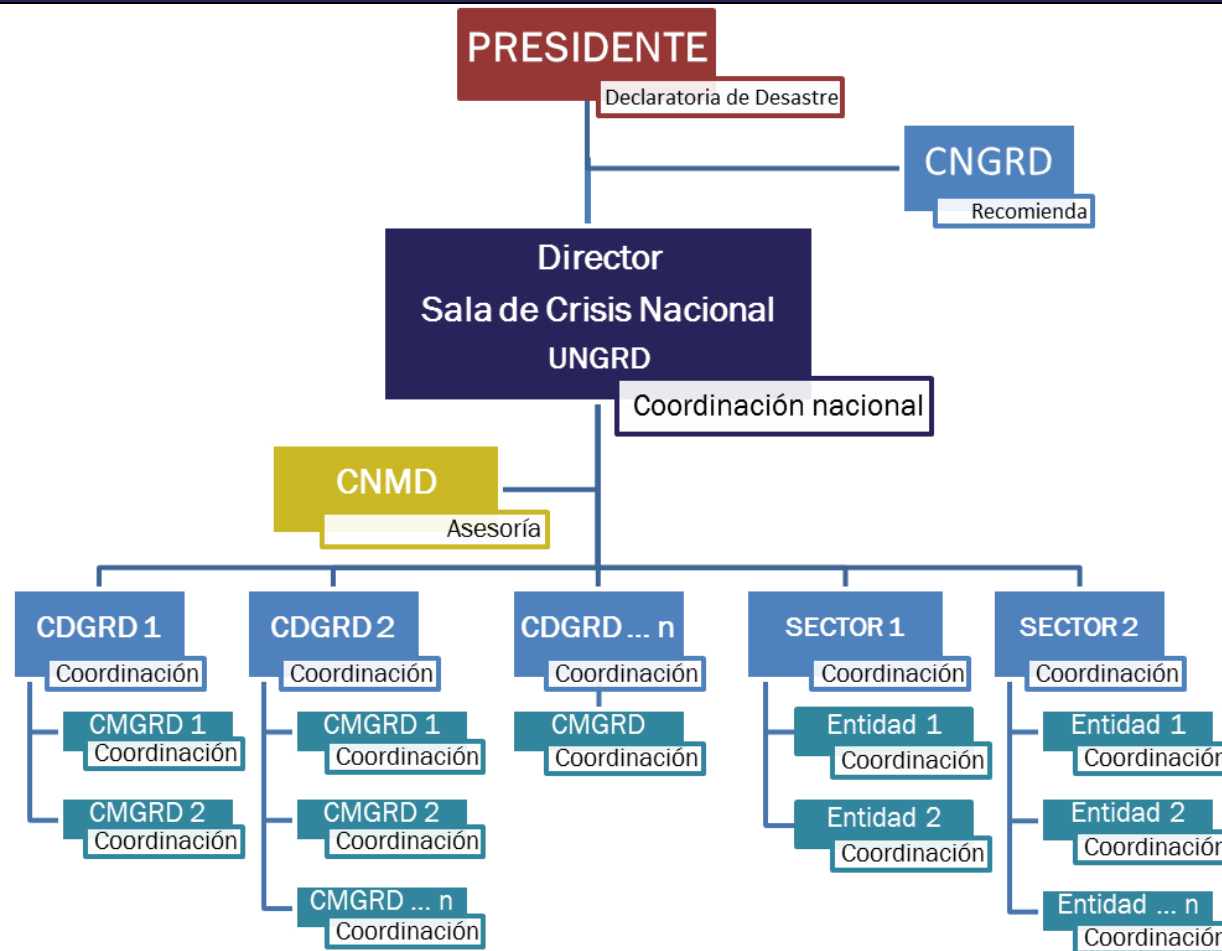 PRESIDENTE
Declaratoria de Desastre
CNGRD
Recomienda
Director
Sala de Crisis Nacional
UNGRD
Coordinación nacional
CNMD
Asesoría
CDGRD 1
Coordinación
CMGRD 1
Coordinación
CMGRD 2
Coordinación
CDGRD 2
Coordinación
CMGRD 1
Coordinación
CMGRD 2
Coordinación
CMGRD ... n
Coordinación
CDGRD ... n
Coordinación
CMGRD
Coordinación
SECTOR 1
Coordinación
Entidad 1
Coordinación
Entidad 2
Coordinación
SECTOR 2
Coordinación
Entidad 1
Coordinación
Entidad 2
Coordinación
Entidad ... n
Coordinación